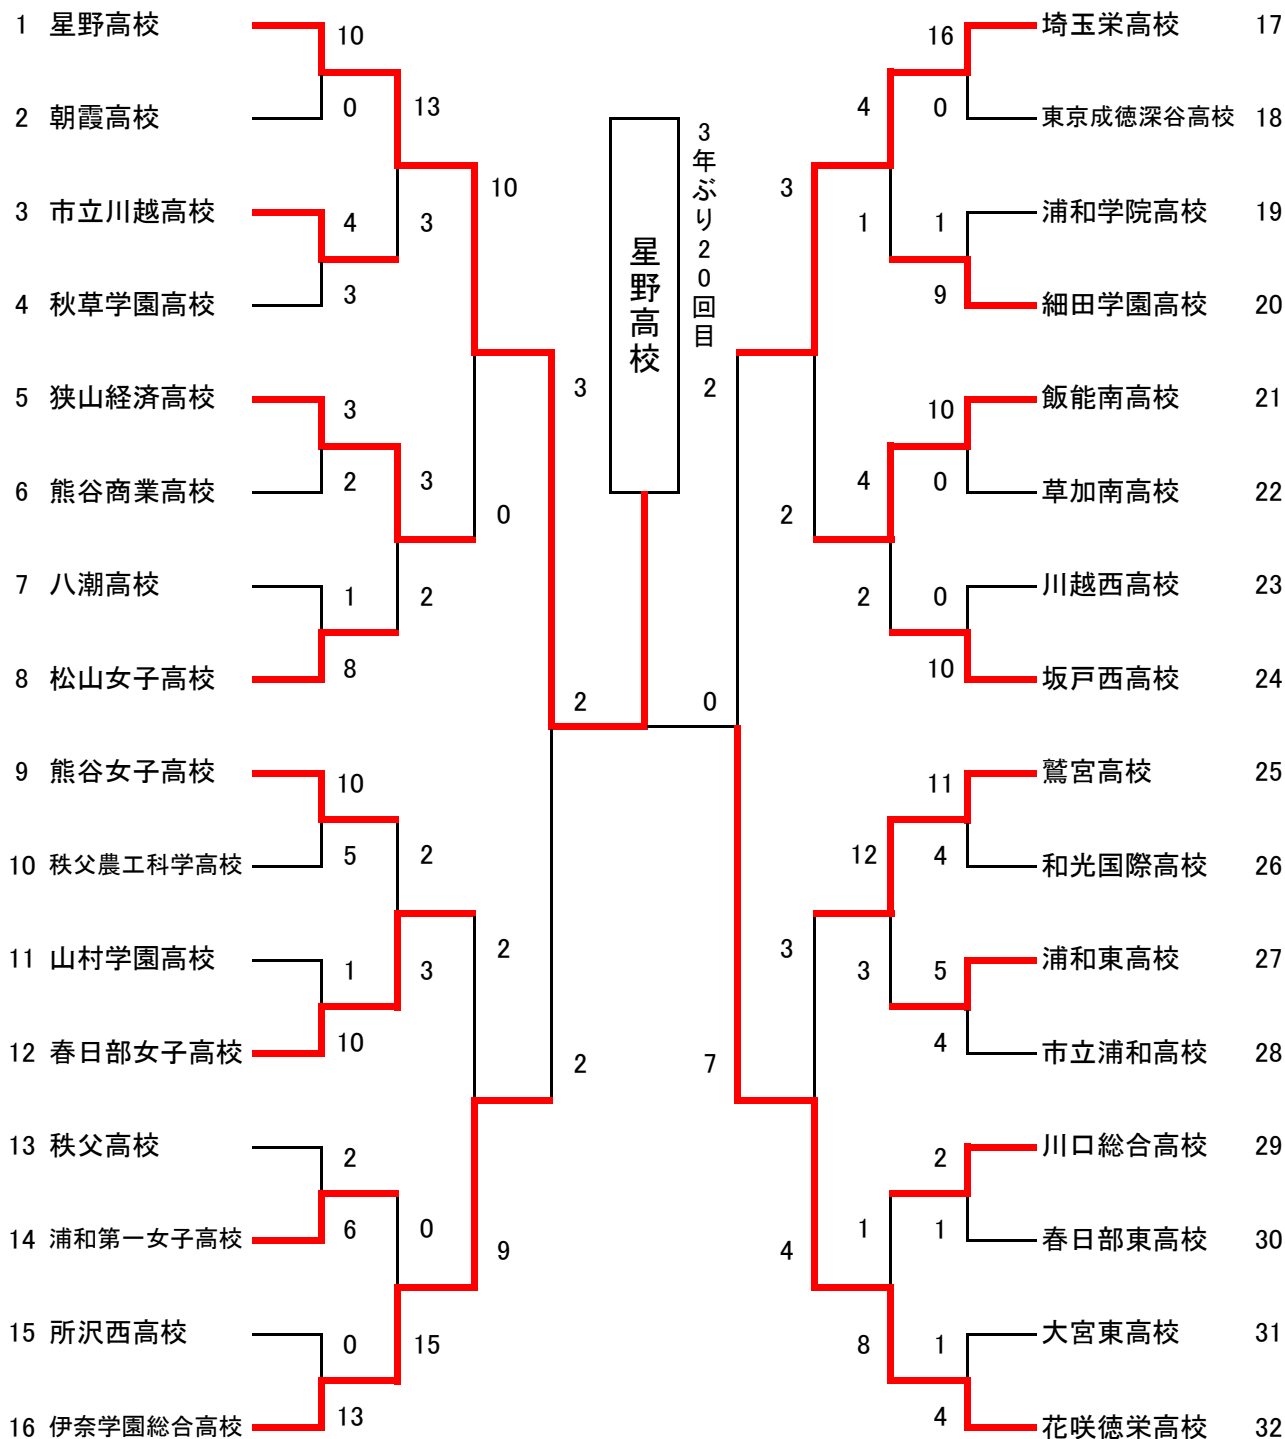 1 星野高校
2 朝霞高校
3 市立川越高校
4 秋草学園高校
5 狭山経済高校
6 熊谷商業高校
7 八潮高校
8 松山女子高校
9 熊谷女子高校
10 秩父農工科学高校
11 山村学園高校
12 春日部女子高校
13 秩父高校
14 浦和第一女子高校
15 所沢西高校
16 伊奈学園総合高校
10
0
4
3
3
2
1
8
10
5
1
10
2
6
0
13
13
3
3
2
2
3
0
15
10
0
2
9
3
2
2
星野高校
3年ぶり20回目
2
0
7
3
2
3
4
4
1
4
2
12
3
1
8
16
0
1
9
10
0
0
10
11
4
5
4
2
1
1
4
埼玉栄高校 17
東京成徳深谷高校 18
浦和学院高校 19
細田学園高校 20
飯能南高校 21
草加南高校 22
川越西高校 23
坂戸西高校 24
鷲宮高校 25
和光国際高校 26
浦和東高校 27
市立浦和高校 28
川口総合高校 29
春日部東高校 30
大宮東高校 31
花咲徳栄高校 32